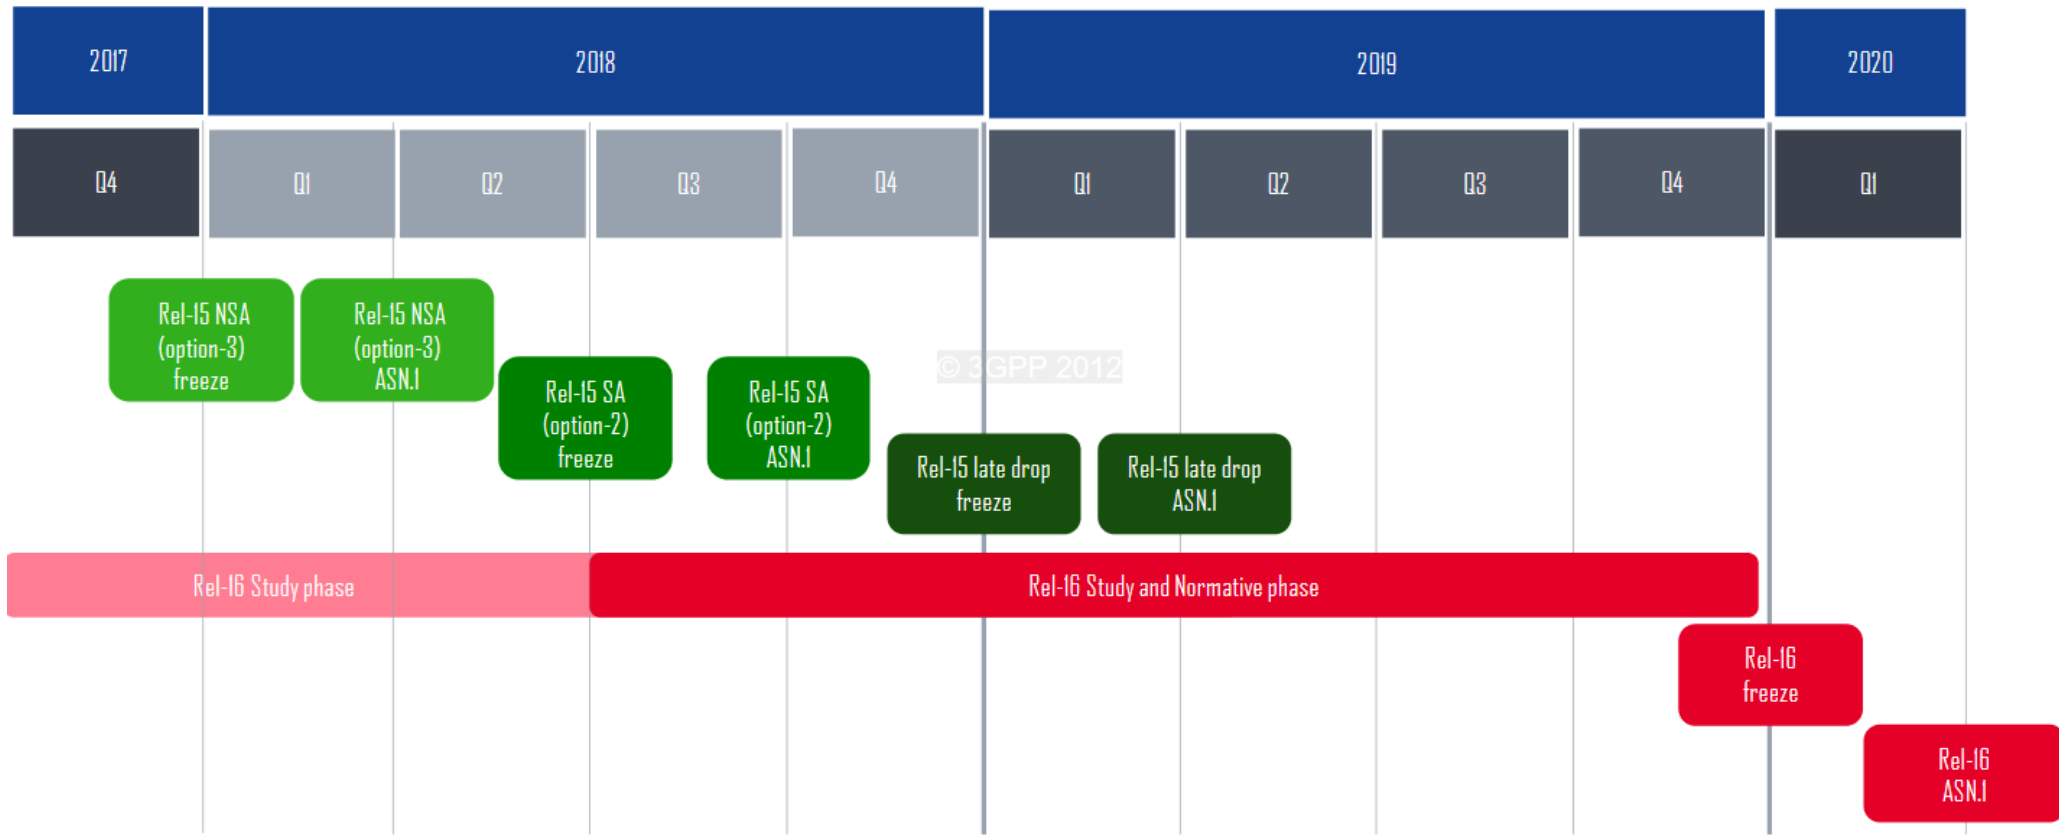 2017
2018
2019
2020
Q4
Q1
Q2
Q3
Q4
Q1
Q2
Q3
Q4
Q1
Rel-15 NSA
(option-3)
freeze
Rel-15 NSA
(option-3)
ASN.1
Rel-15 SA
(option-2)
freeze
Rel-15 SA
(option-2)
ASN.1
© 3GPP 2012
Rel-15 late drop
freeze
Rel-15 late drop
ASN.1
Rel-16 Study phase
Rel-16 Study and Normative phase
Rel-16
freeze
Rel-16
ASN.1